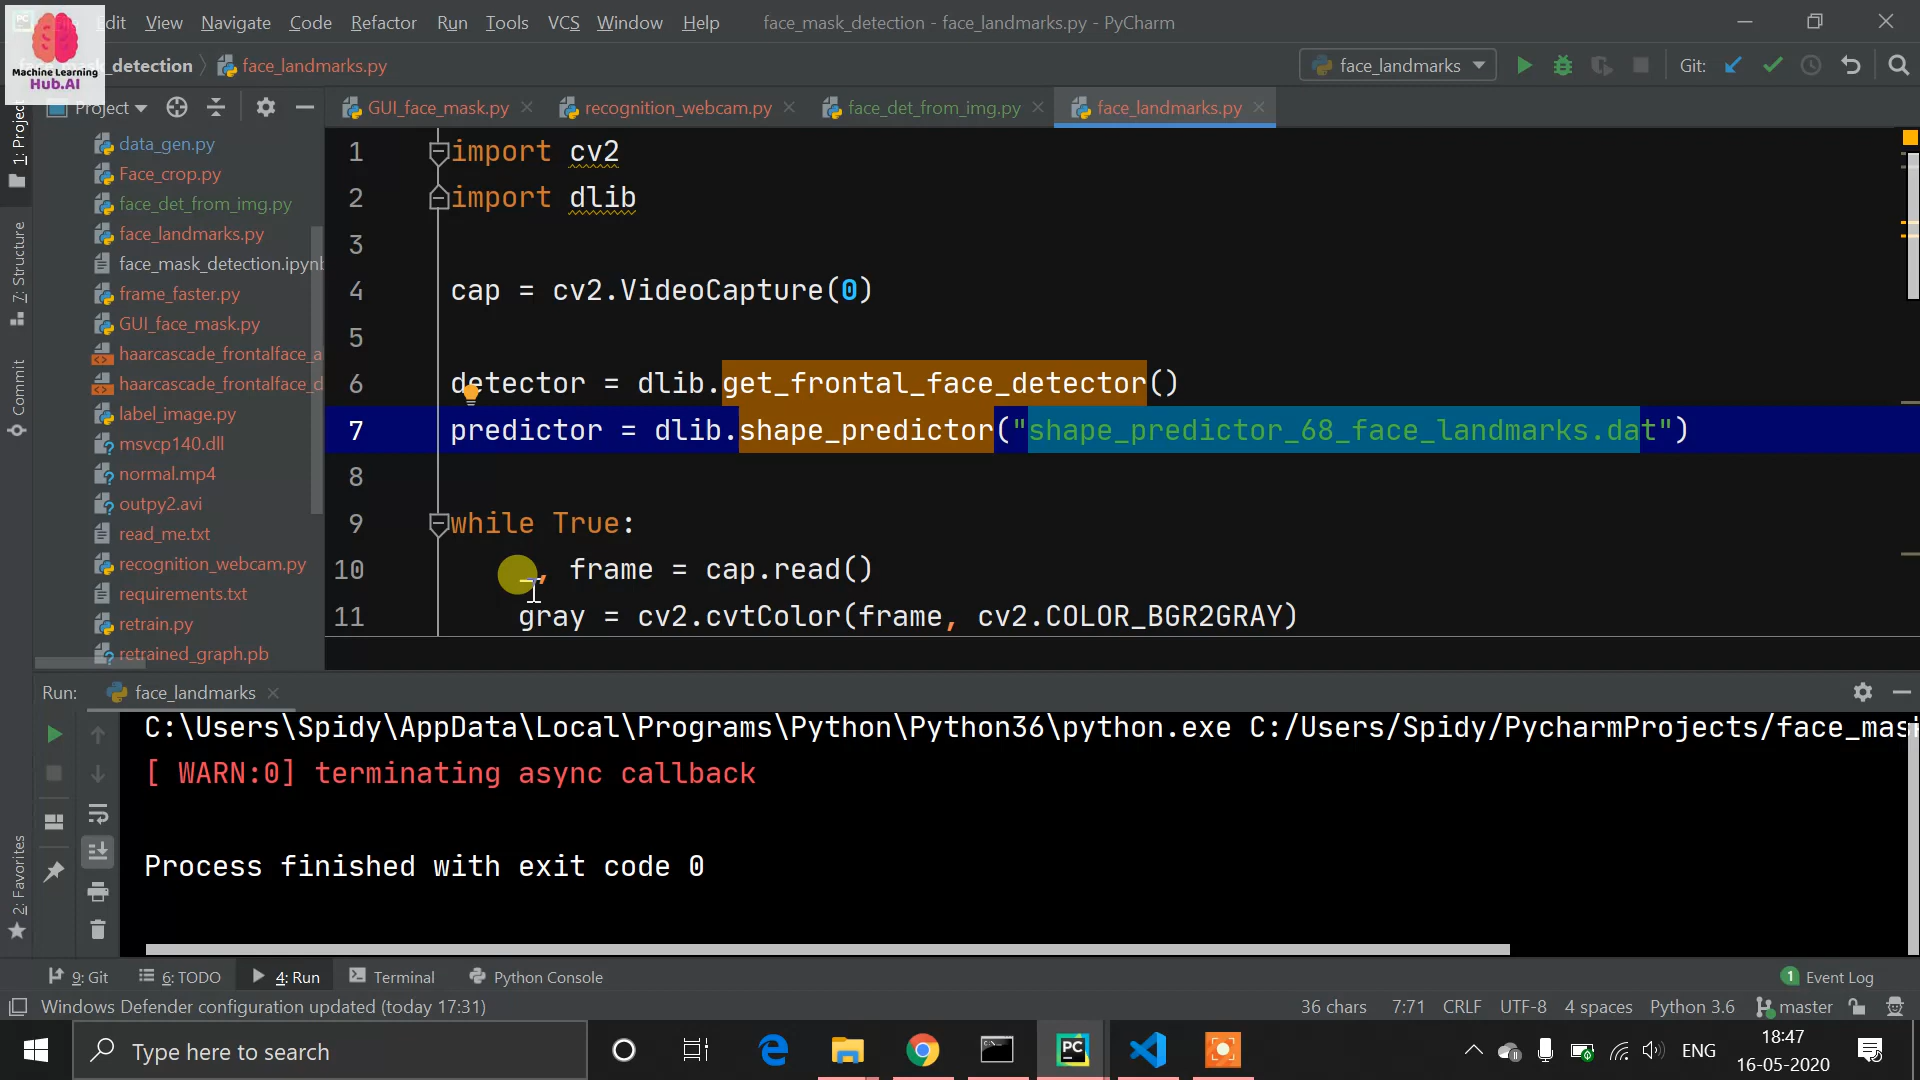 Edit View Navigate Code Refactor Run Tools VCS Window Help face_mask_detection - face_landmarks.py - PyCharm
Machine Learning
Hub.AI
_detection face_landmarks.py
face_landmarks Git:
Project
GUI_face_mask.py recognition_webcam.py face_det_from_img.py face_landmarks.py
1: Project
7: Structure
Commit
2: Favorites
data_gen.py
Face_crop.py
face_det_from_img.py
face_landmarks.py
face_mask_detection.ipynb
frame_faster.py
GUI_face_mask.py
haarcascade_frontalface_a
haarcascade_frontalface_d
label_image.py
msvcp140.dll
normal.mp4
outpy2.avi
read_me.txt
recognition_webcam.py
requirements.txt
retrain.py
retrained_graph.pb
1 import cv2
2 import dlib
3
4 cap = cv2.VideoCapture(0)
5
6 detector = dlib.get_frontal_face_detector()
7 predictor = dlib.shape_predictor("shape_predictor_68_face_landmarks.dat")
8
9 while True:
10 _, frame = cap.read()
11 gray = cv2.cvtColor(frame, cv2.COLOR_BGR2GRAY)
Run: face_landmarks
C:\Users\Spidy\AppData\Local\Programs\Python\Python36\python.exe C:/Users/Spidy/PycharmProjects/face_mas
[ WARN:0] terminating async callback
Process finished with exit code 0
9: Git 6: TODO 4: Run Terminal Python Console 1 Event Log
Windows Defender configuration updated (today 17:31) 36 chars 7:71 CRLF UTF-8 4 spaces Python 3.6 master
Type here to search
PC
ENG
18:47
16-05-2020